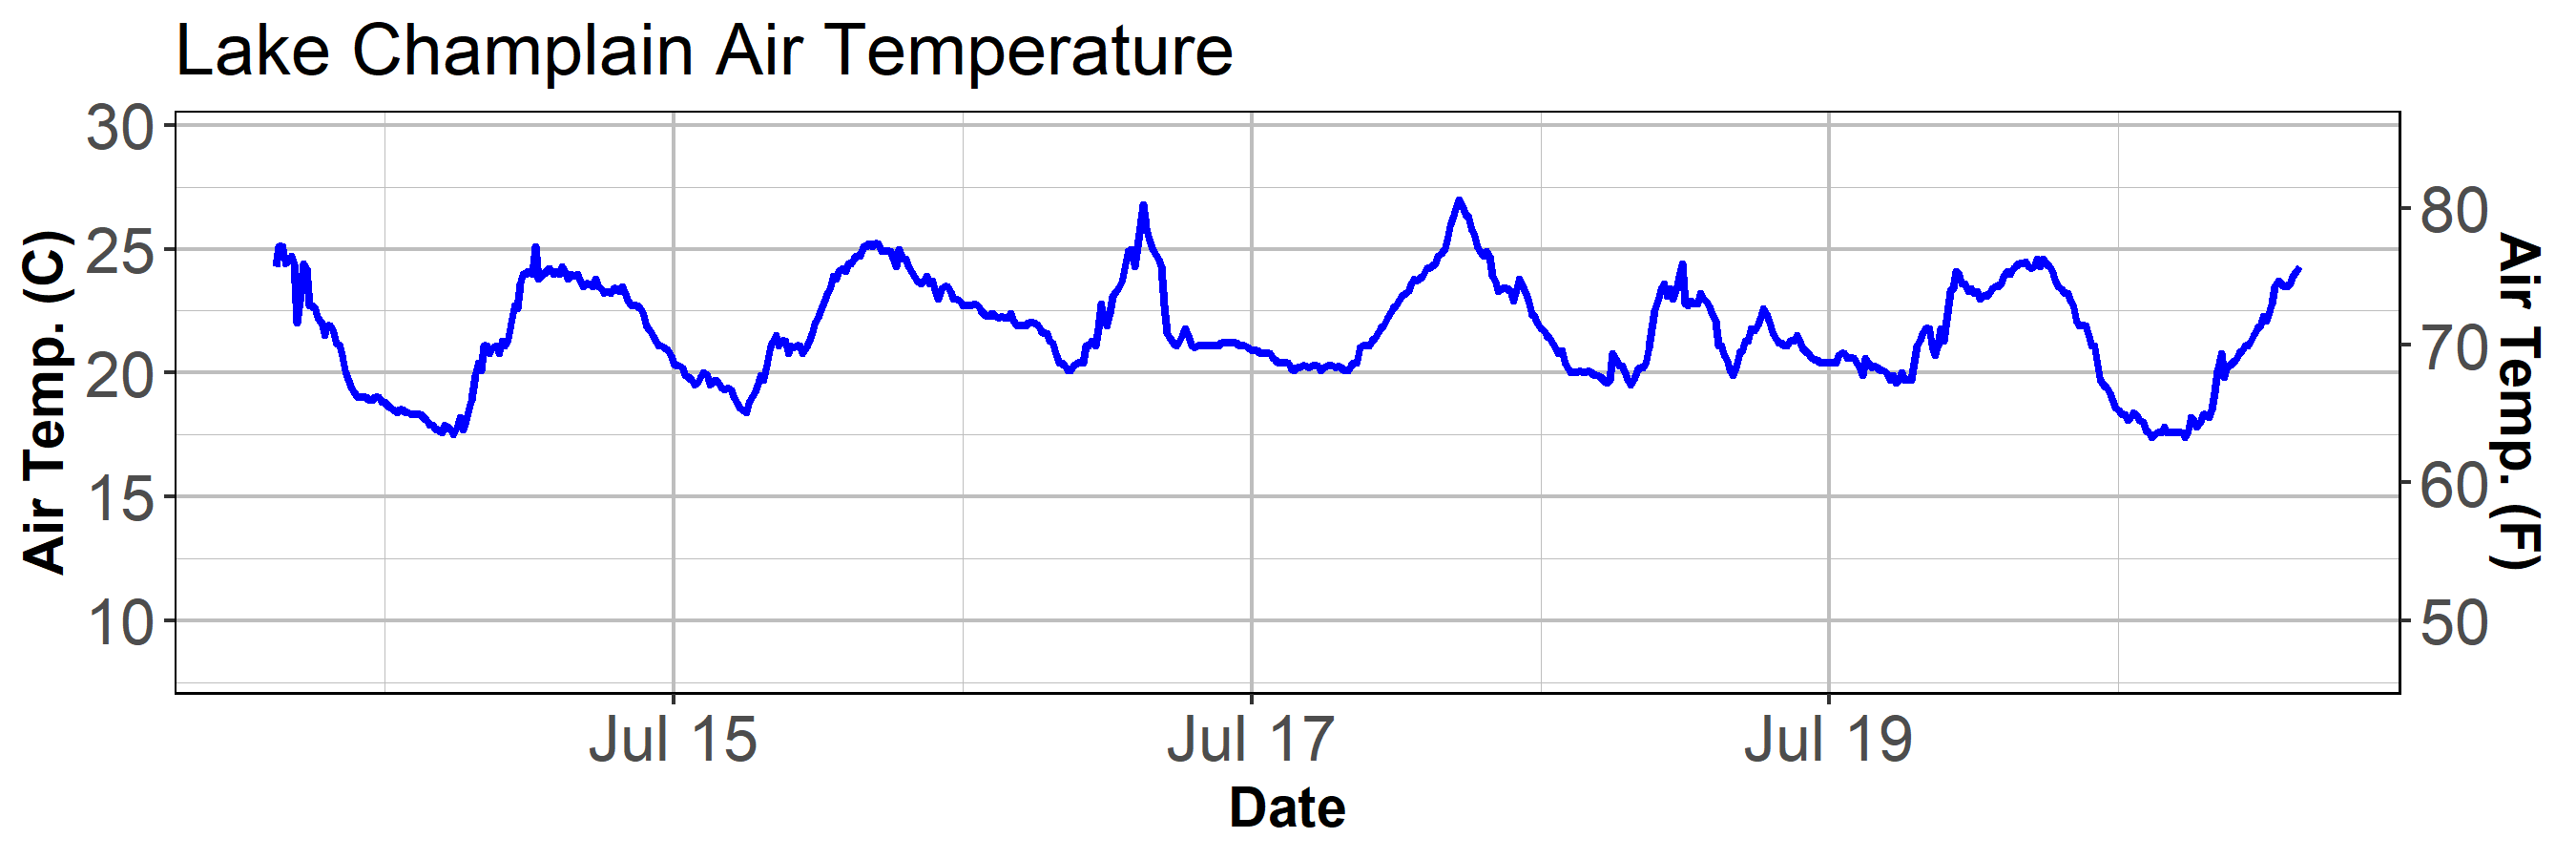 Lake Champlain Air Temperature
Air Temp. (C)
30
25
20
15
10
80
70
60
50
Air Temp. (F)
Jul 15
Jul 17
Jul 19
Date